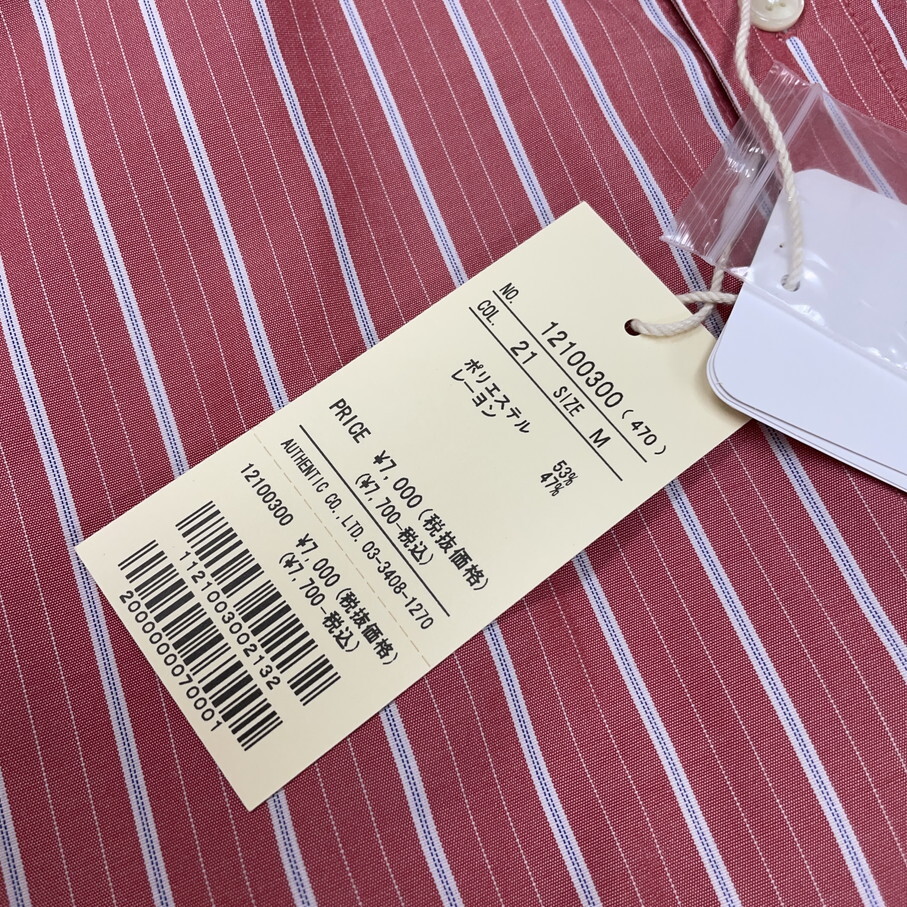 NO. 12100300 (470)
COL. 21 SIZE M
ポリエステル 53%
レーヨン 47%
PRICE ¥7,000(税抜価格)
(¥7,700-税込)
AUTHENTIC CO, LTD. 03-3408-1270
12100300 ¥7,000(税抜価格)
(¥7,700-税込)
1121003002132
2000000070001